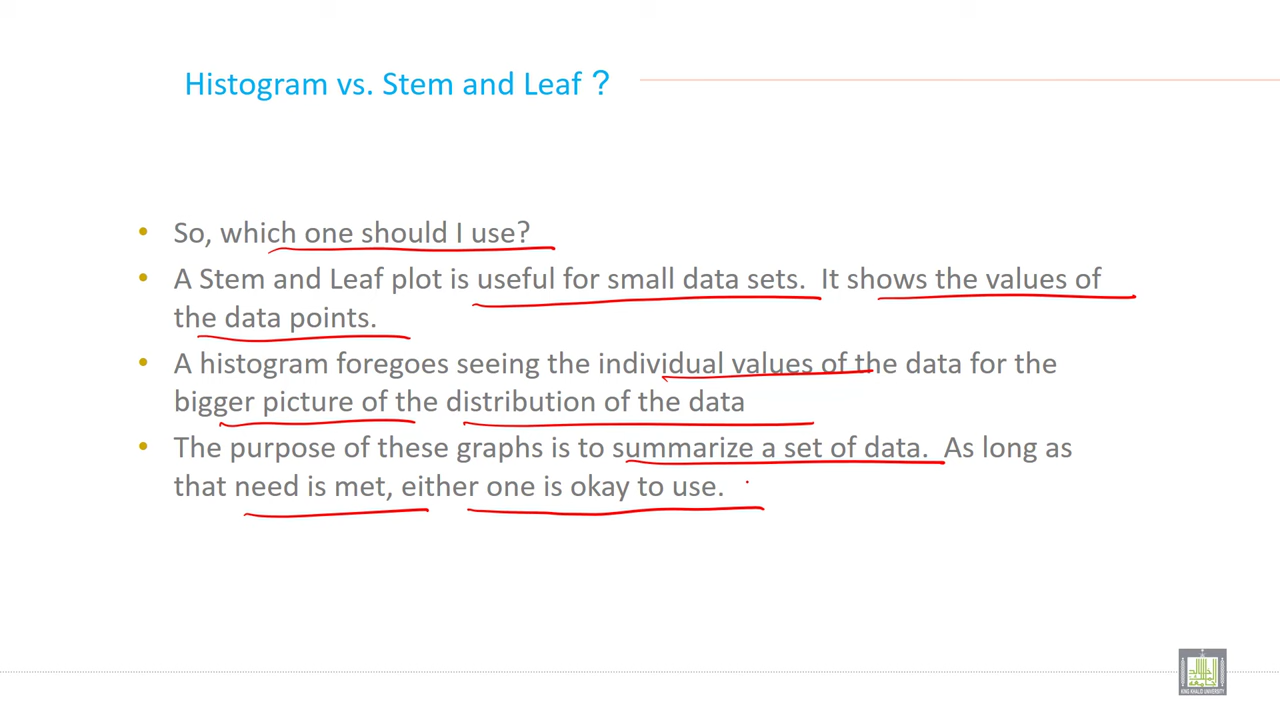 Histogram vs. Stem and Leaf ?
• So, which one should I use?
• A Stem and Leaf plot is useful for small data sets. It shows the values of
the data points.
• A histogram foregoes seeing the individual values of the data for the
bigger picture of the distribution of the data
• The purpose of these graphs is to summarize a set of data. As long as
that need is met, either one is okay to use.
KING KHALID UNIVERSITY